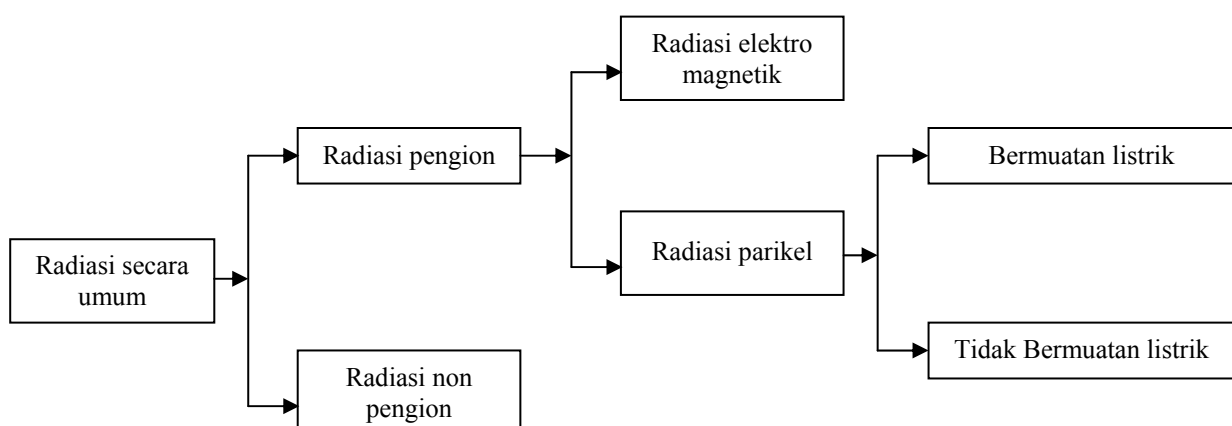 Radiasi secara
umum
Radiasi pengion
Radiasi non
pengion
Radiasi elektro
magnetik
Radiasi parikel
Bermuatan listrik
Tidak Bermuatan listrik